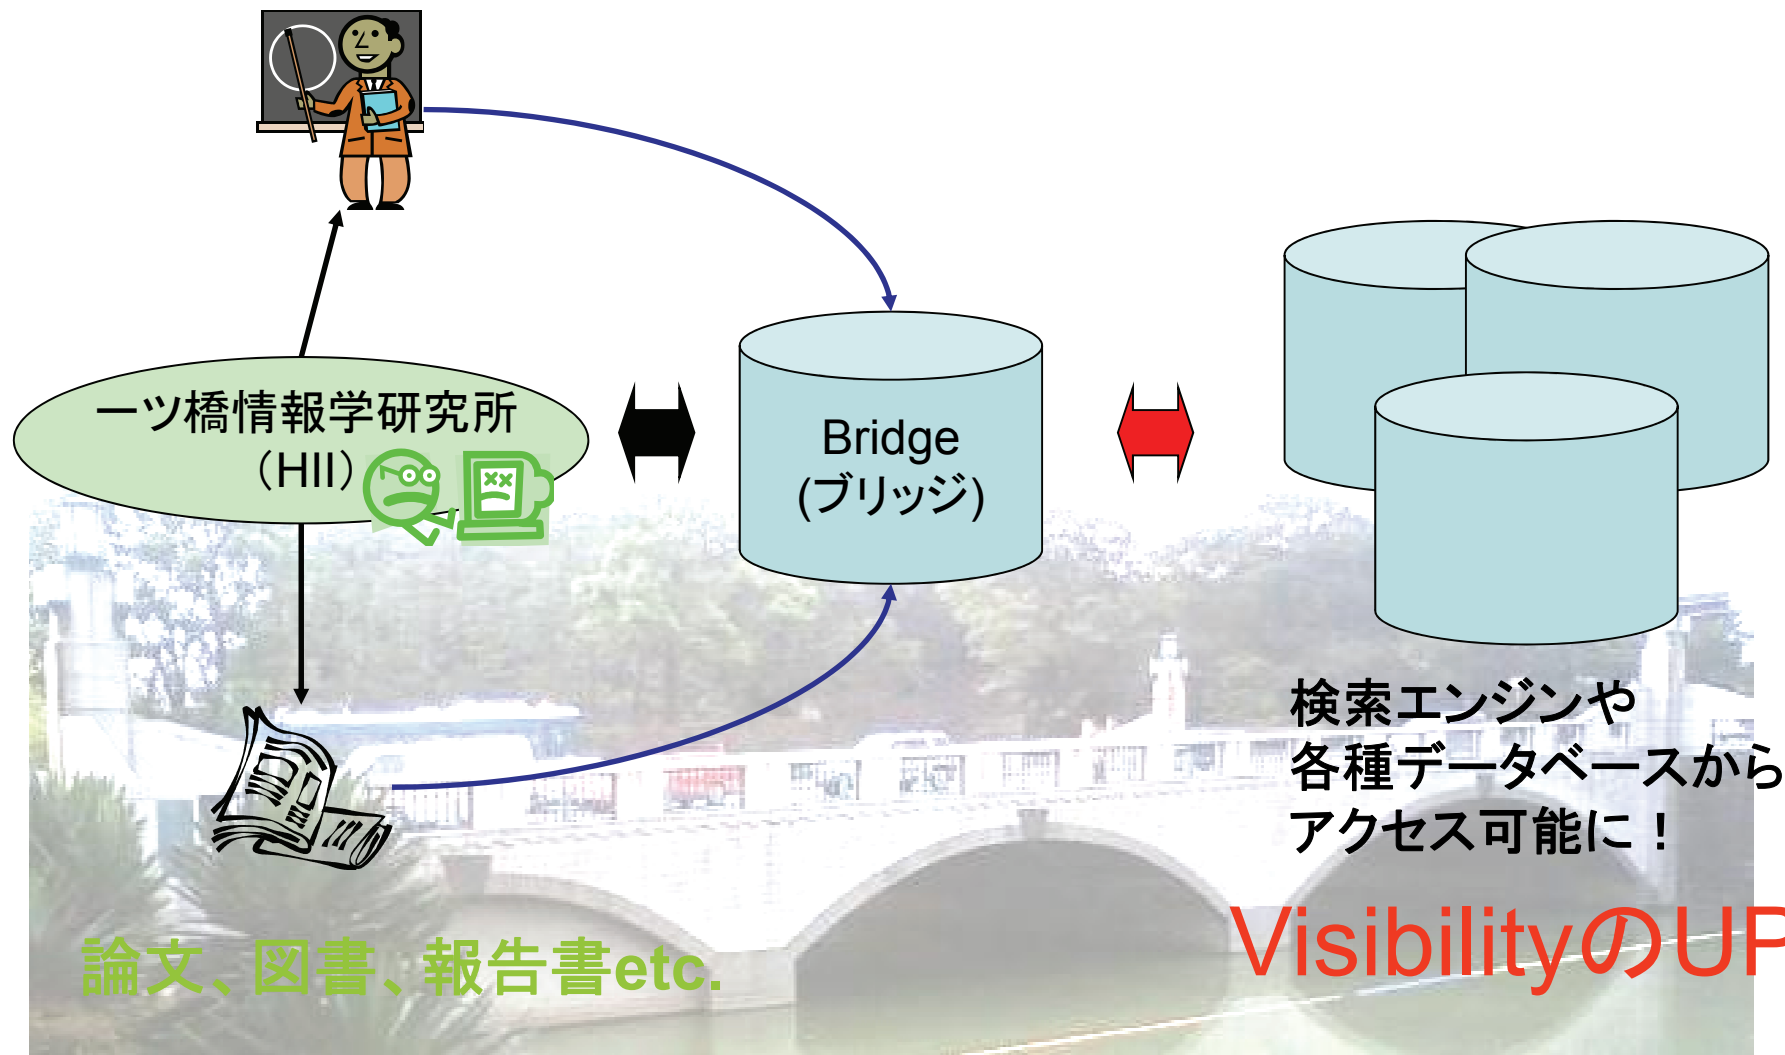 一ツ橋情報学研究所
（HII）
Bridge
(ブリッジ)
検索エンジンや
各種データベースから
アクセス可能に！
VisibilityのUP
論文、図書、報告書etc.